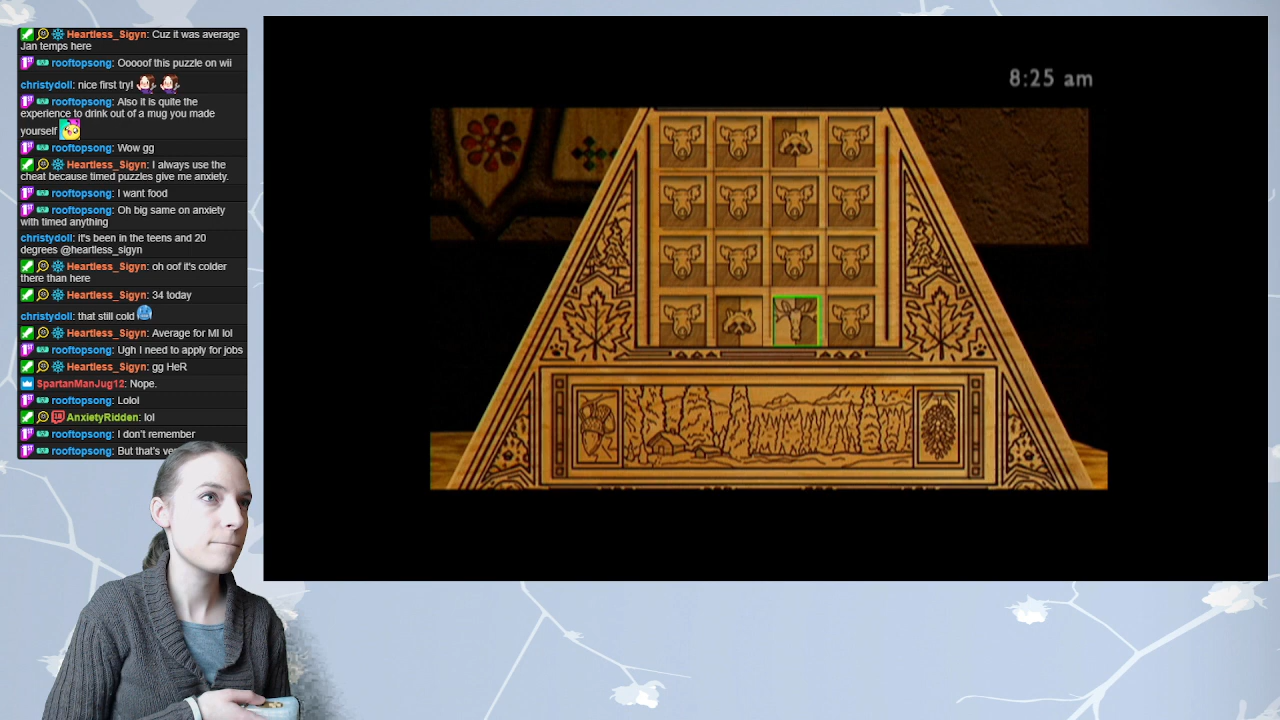 Heartless_Sigyn: Cuz it was average
Jan temps here
rooftopsong: Ooooof this puzzle on wii
christydoll: nice first try!
rooftopsong: Also it is quite the
experience to drink out of a mug you made
yourself
rooftopsong: Wow gg
Heartless_Sigyn: I always use the
cheat because timed puzzles give me anxiety.
rooftopsong: I want food
rooftopsong: Oh big same on anxiety
with timed anything
christydoll: it's been in the teens and 20
degrees @heartless_sigyn
Heartless_Sigyn: oh oof it's colder
there than here
Heartless_Sigyn: 34 today
christydoll: that still cold
Heartless_Sigyn: Average for MI lol
rooftopsong: Ugh I need to apply for jobs
Heartless_Sigyn: gg HeR
SpartanManJug12: Nope.
rooftopsong: Lolol
AnxietyRidden: lol
rooftopsong: I don't remember
rooftopsong: But that's
8:25 am